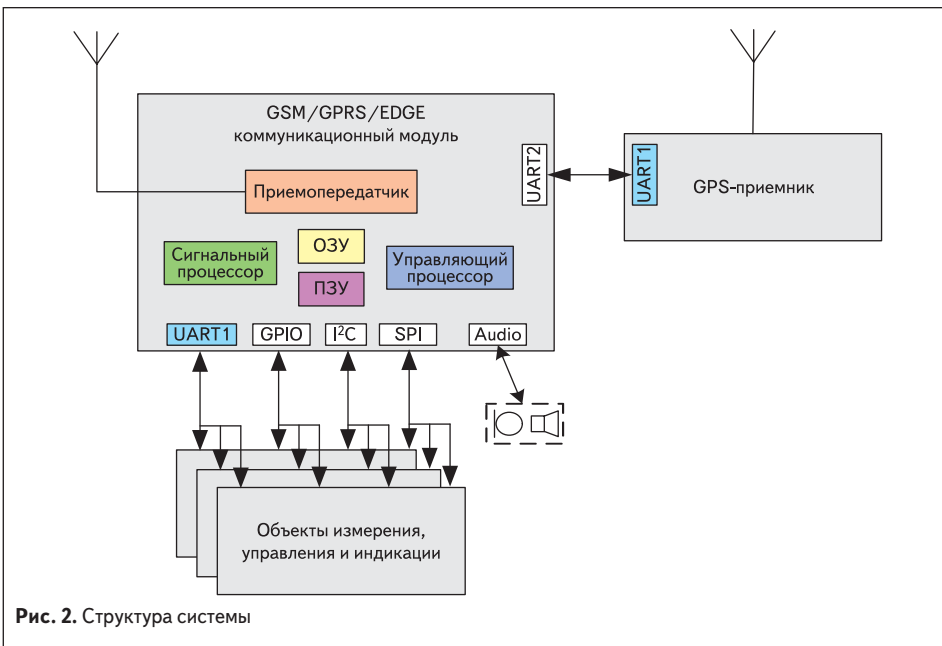 GSM/GPRS/EDGE
коммуникационный модуль
Приемопередатчик
Сигнальный
процессор
ОЗУ
ПЗУ
Управляющий
процессор
UART2
UART1
GPS-приемник
UART1
GPIO
I²C
SPI
Audio
Объекты измерения,
управления и индикации
Рис. 2. Структура системы